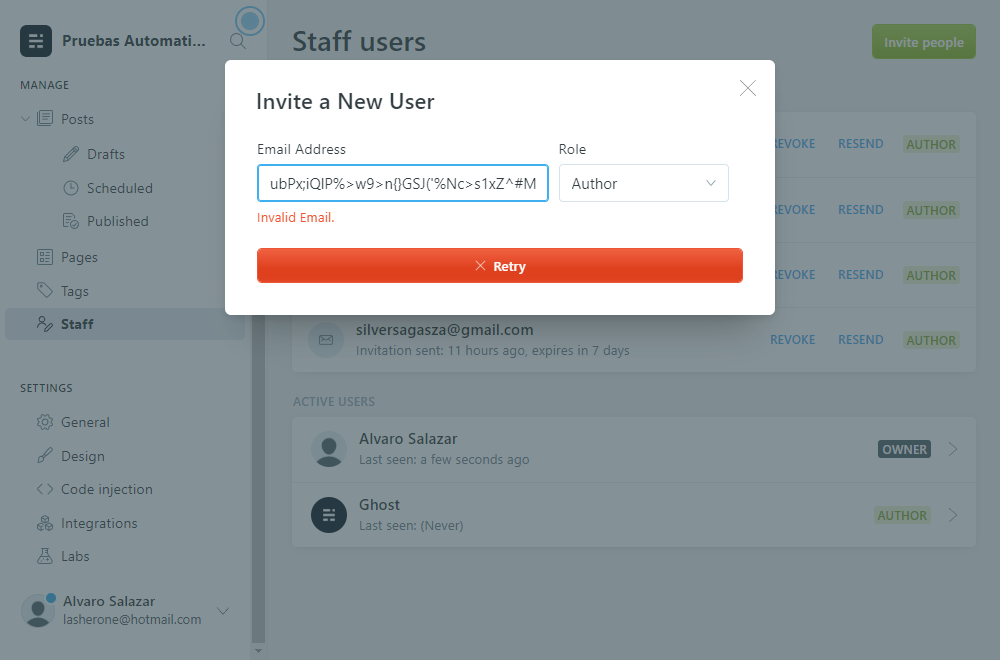 Pruebas Automati...
Staff users
Invite people
MANAGE
Posts
Drafts
Scheduled
Published
Pages
Tags
Staff
SETTINGS
General
Design
Code injection
Integrations
Labs
Alvaro Salazar
lasherone@hotmail.com
Invite a New User
Email Address
Role
ubPx;iQIP%>w9>n{}GSJ('%Nc>s1xZ^#M
Author
Invalid Email.
Retry
EVOKE RESEND AUTHOR
EVOKE RESEND AUTHOR
EVOKE RESEND AUTHOR
silversagasza@gmail.com
Invitation sent: 11 hours ago, expires in 7 days
REVOKE RESEND AUTHOR
ACTIVE USERS
Alvaro Salazar
Last seen: a few seconds ago
OWNER
Ghost
Last seen: (Never)
AUTHOR